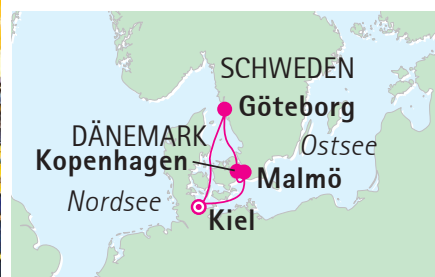 SCHWEDEN
Göteborg
DÄNEMARK
Ostsee
Kopenhagen
Malmö
Nordsee
Kiel